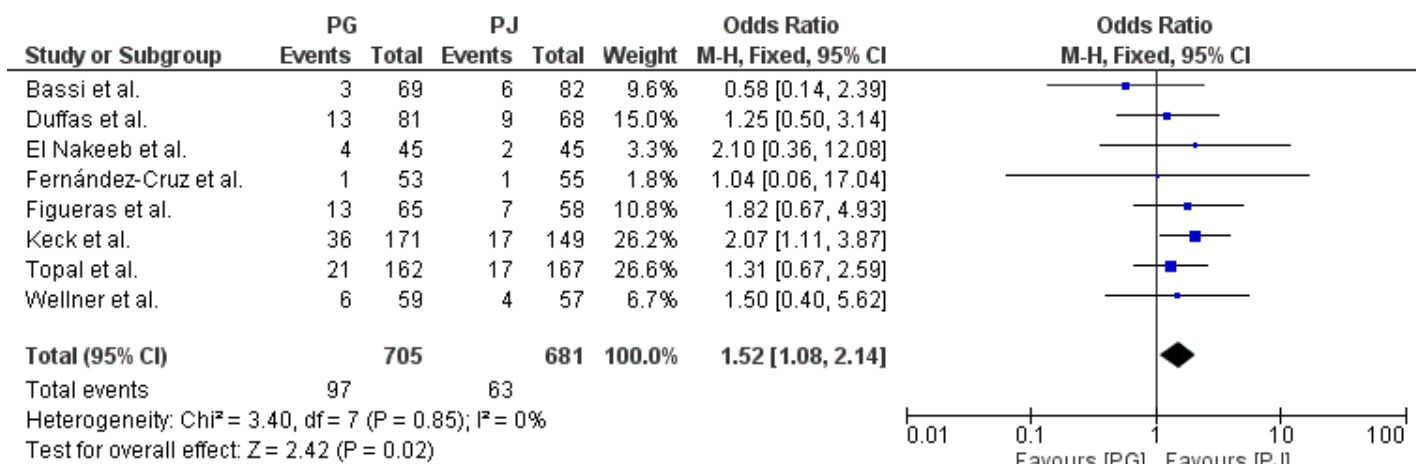 PG PJ Odds Ratio Odds Ratio
Study or Subgroup Events Total Events Total Weight M-H, Fixed, 95% CI M-H, Fixed, 95% CI
Bassi et al. 3 69 6 82 9.6% 0.58 [0.14, 2.39]
Duffas et al. 13 81 9 68 15.0% 1.25 [0.50, 3.14]
El Nakeeb et al. 4 45 2 45 3.3% 2.10 [0.36, 12.08]
Fernández-Cruz et al. 1 53 1 55 1.8% 1.04 [0.06, 17.04]
Figueras et al. 13 65 7 58 10.8% 1.82 [0.67, 4.93]
Keck et al. 36 171 17 149 26.2% 2.07 [1.11, 3.87]
Topal et al. 21 162 17 167 26.6% 1.31 [0.67, 2.59]
Wellner et al. 6 59 4 57 6.7% 1.50 [0.40, 5.62]
Total (95% CI) 705 681 100.0% 1.52 [1.08, 2.14]
Total events 97 63
Heterogeneity: Chi² = 3.40, df = 7 (P = 0.85); I² = 0%
Test for overall effect: Z = 2.42 (P = 0.02)
0.01 0.1 1 10 100
Favours [PG] Favours [PJ]